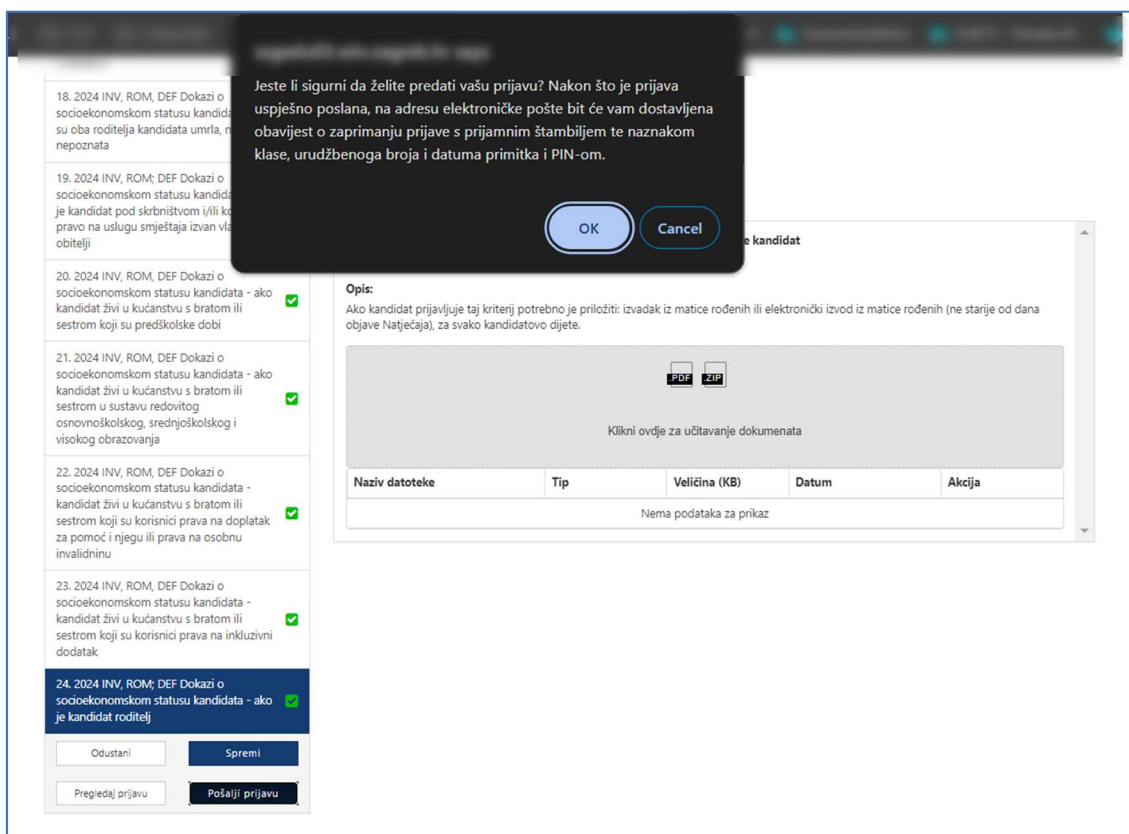 Jeste li sigurni da želite predati vašu prijavu? Nakon što je prijava
uspješno poslana, na adresu elektroničke pošte bit će vam dostavljena
obavijest o zaprimanju prijave s prijamnim štambiljem te naznakom
klase, urudžbenoga broja i datuma primitka i PIN-om.
OK
Cancel
18. 2024 INV, ROM, DEF Dokazi o
socioekonomskom statusu
su oba roditelja kandidata umrla,
nepoznata
19. 2024 INV, ROM; DEF Dokazi o
socioekonomskom statusu
je kandidat pod skrbništvom i/ili
pravo na uslugu smještaja izvan
obitelji
20. 2024 INV, ROM, DEF Dokazi o
socioekonomskom statusu kandidata - ako
kandidat živi u kućanstvu s bratom ili
sestrom koji su predškolske dobi
21. 2024 INV, ROM, DEF Dokazi o
socioekonomskom statusu kandidata - ako
kandidat živi u kućanstvu s bratom ili
sestrom u sustavu redovitog
osnovnoškolskog, srednjoškolskog i
visokog obrazovanja
22. 2024 INV, ROM, DEF Dokazi o
socioekonomskom statusu kandidata -
kandidat živi u kućanstvu s bratom ili
sestrom koji su korisnici prava na doplatak
za pomoć i njegu ili prava na osobnu
invalidninu
23. 2024 INV, ROM, DEF Dokazi o
socioekonomskom statusu kandidata -
kandidat živi u kućanstvu s bratom ili
sestrom koji su korisnici prava na inkluzivni
dodatak
24. 2024 INV, ROM; DEF Dokazi o
socioekonomskom statusu kandidata - ako
je kandidat roditelj
Odustani
Spremi
Pregledaj prijavu
Pošalji prijavu
e kandidat
Opis:
Ako kandidat prijavljuje taj kriterij potrebno je priložiti: izvadak iz matice rođenih ili elektronički izvod iz matice rođenih (ne starije od dana
objave Natječaja), za svako kandidatovo dijete.
.PDF .ZIP
Klikni ovdje za učitavanje dokumenata
Naziv datoteke Tip Veličina (KB) Datum Akcija
Nema podataka za prikaz